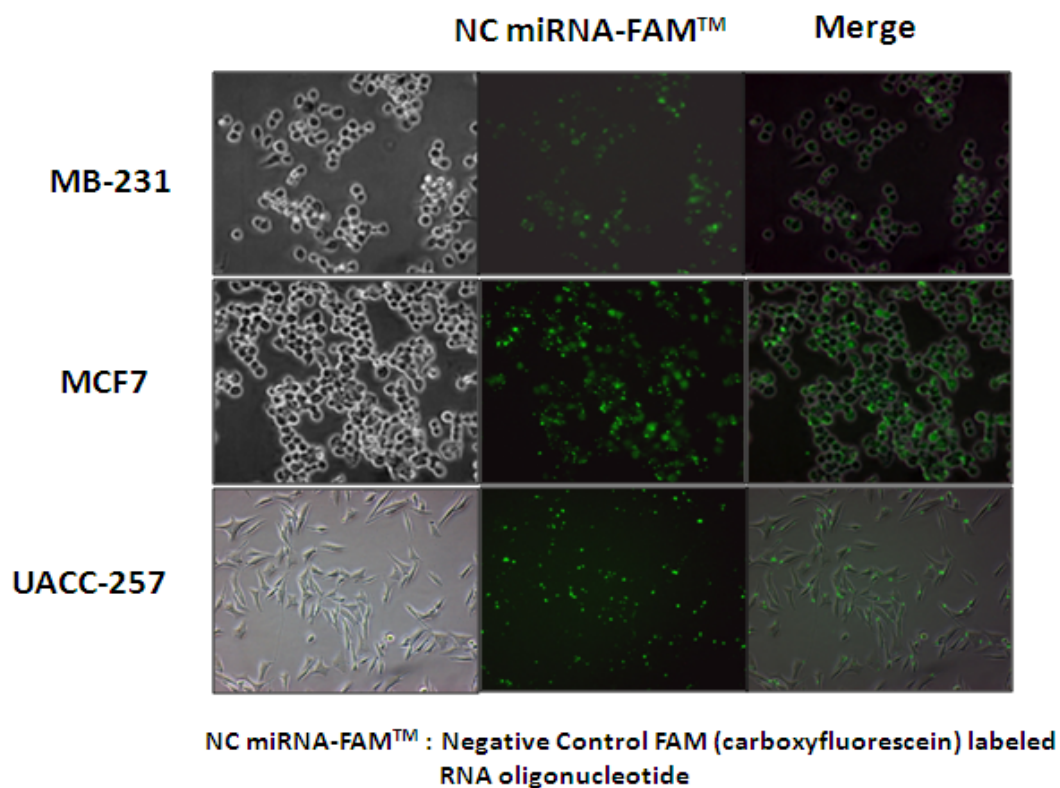 NC miRNA-FAM™ Merge
MB-231
MCF7
UACC-257
NC miRNA-FAM™ : Negative Control FAM (carboxyfluorescein) labeled
RNA oligonucleotide